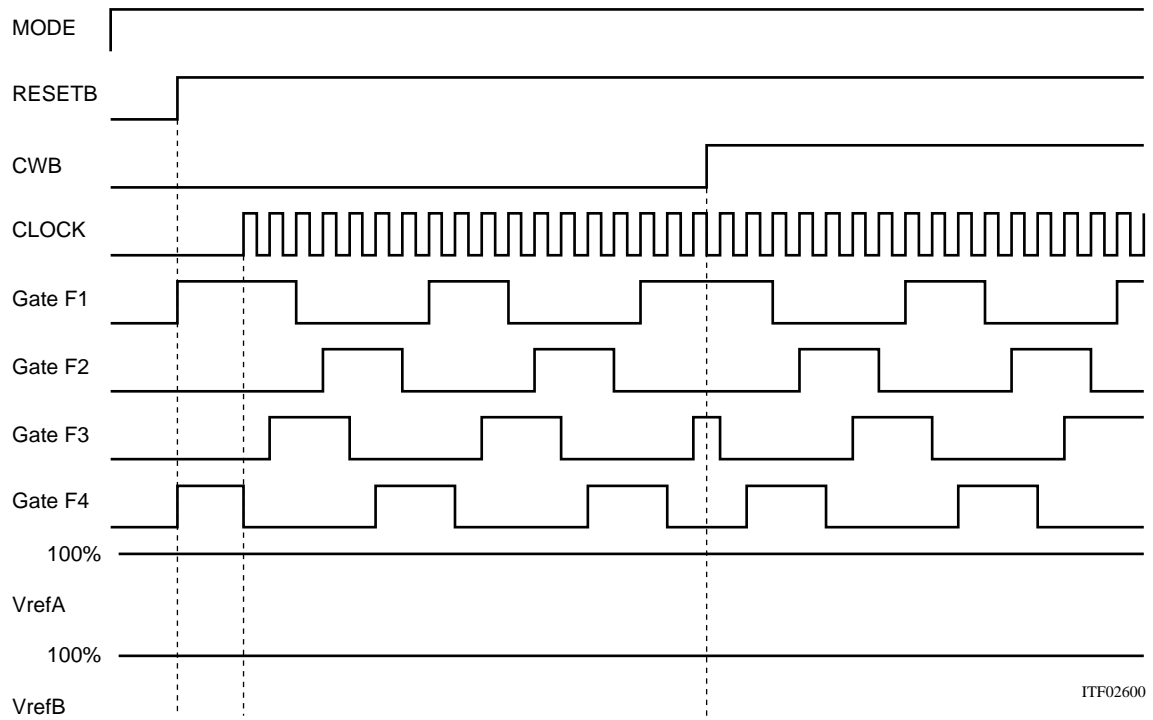 MODE
RESETB
CWB
CLOCK
Gate F1
Gate F2
Gate F3
Gate F4
100%
VrefA
100%
VrefB
ITF02600